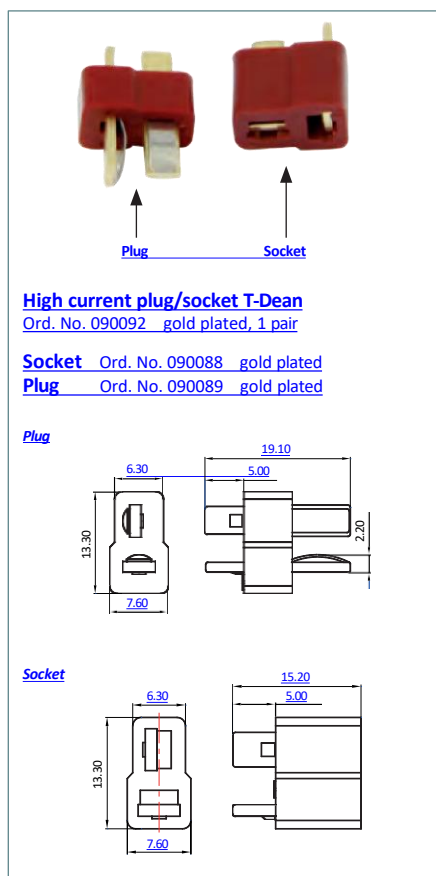 Plug Socket
High current plug/socket T-Dean
Ord. No. 090092 gold plated, 1 pair
Socket Ord. No. 090088 gold plated
Plug Ord. No. 090089 gold plated
Plug
19.10
6.30 5.00
13.30
2.20
7.60
Socket
15.20
6.30 5.00
13.30
7.60